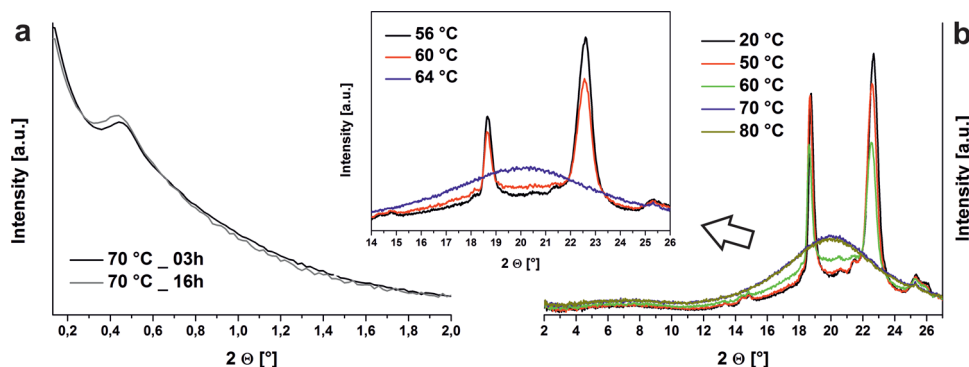 a
Intensity [a.u.]
70 °C _ 03h
70 °C _ 16h
0,2 0,4 0,6 0,8 1,0 1,2 1,4 1,6 1,8 2,0
2 Θ [°]
56 °C
60 °C
64 °C
Intensity [a.u.]
14 15 16 17 18 19 20 21 22 23 24 25 26
2 Θ [°]
b
20 °C
50 °C
60 °C
70 °C
80 °C
Intensity [a.u.]
2 4 6 8 10 12 14 16 18 20 22 24 26
2 Θ [°]